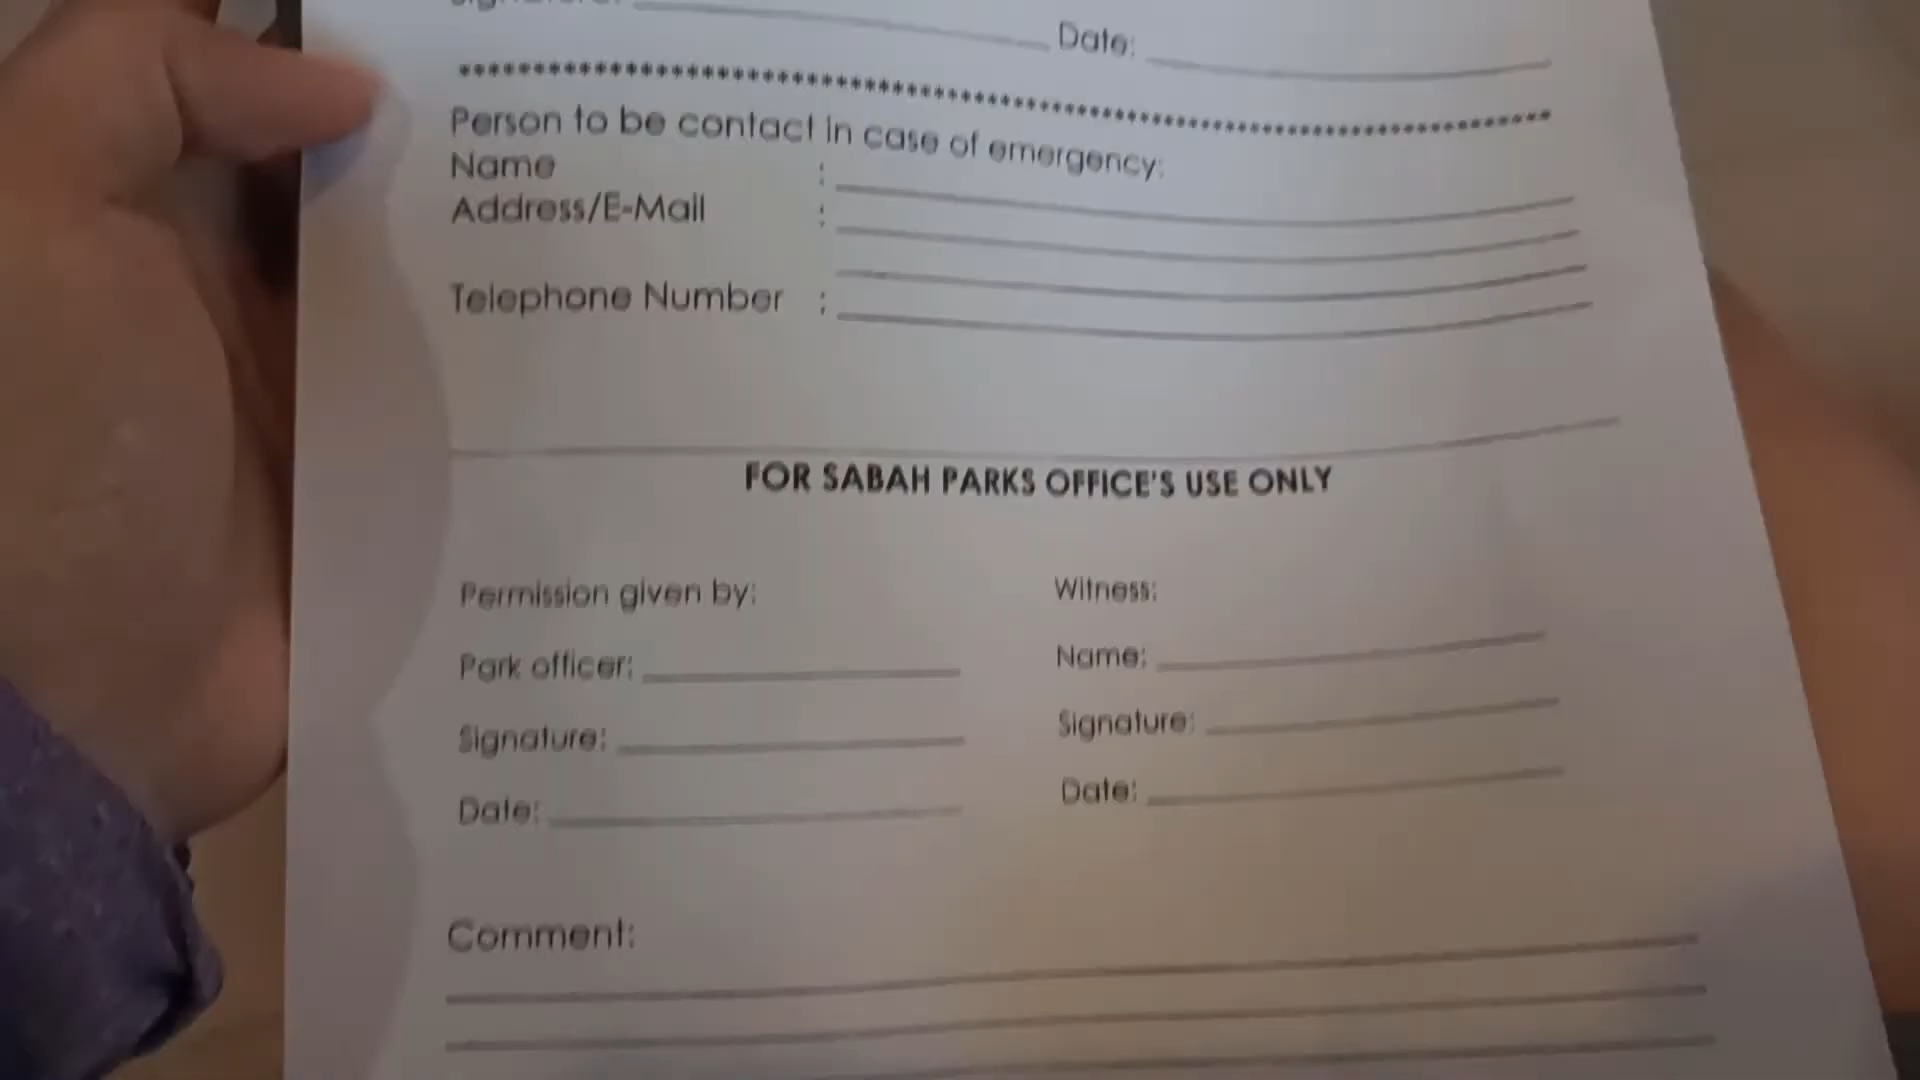 Signature: Date:
Person to be contact in case of emergency:
Name :
Address/E-Mail :
Telephone Number :
FOR SABAH PARKS OFFICE'S USE ONLY
Permission given by: Witness:
Park officer: Name:
Signature: Signature:
Date: Date:
Comment: